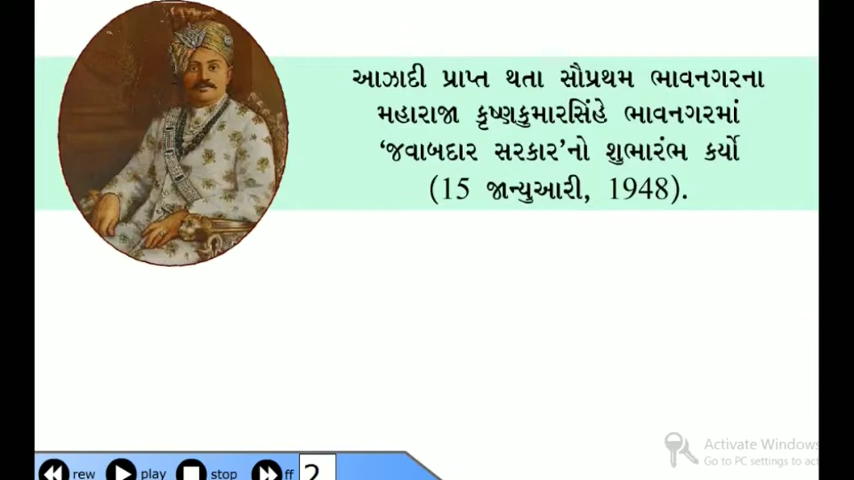 આઝાદી પ્રાપ્ત થતા સૌપ્રથમ ભાવનગરના
મહારાજા કૃષ્ણકુમારસિંહે ભાવનગરમાં
‘જવાબદાર સરકાર’નો શુભારંભ કર્યો
(15 જાન્યુઆરી, 1948).
Activate Windows
Go to PC settings to act
rew play stop ff 2